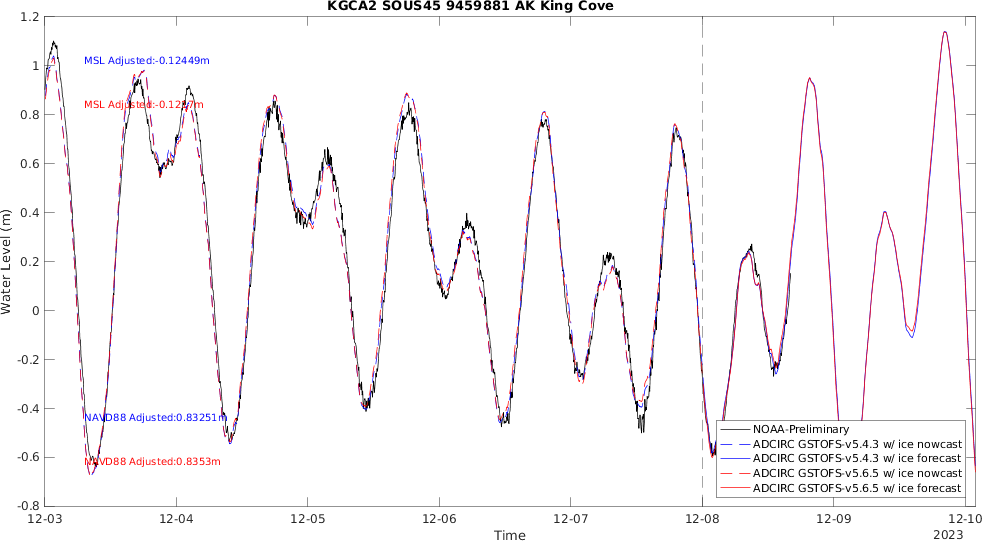 KGCA2 SOUS45 9459881 AK King Cove
1.2
1
0.8
0.6
0.4
0.2
0
-0.2
-0.4
-0.6
-0.8
Water Level (m)
MSL Adjusted:-0.12449m
NAVD88 Adjusted:0.83251m
NAVD88 Adjusted:0.8353m
NOAA-Preliminary
ADCIRC GSTOFS-v5.4.3 w/ ice nowcast
ADCIRC GSTOFS-v5.4.3 w/ ice forecast
ADCIRC GSTOFS-v5.6.5 w/ ice nowcast
ADCIRC GSTOFS-v5.6.5 w/ ice forecast
12-03 12-04 12-05 12-06 12-07 12-08 12-09 12-10
Time
2023